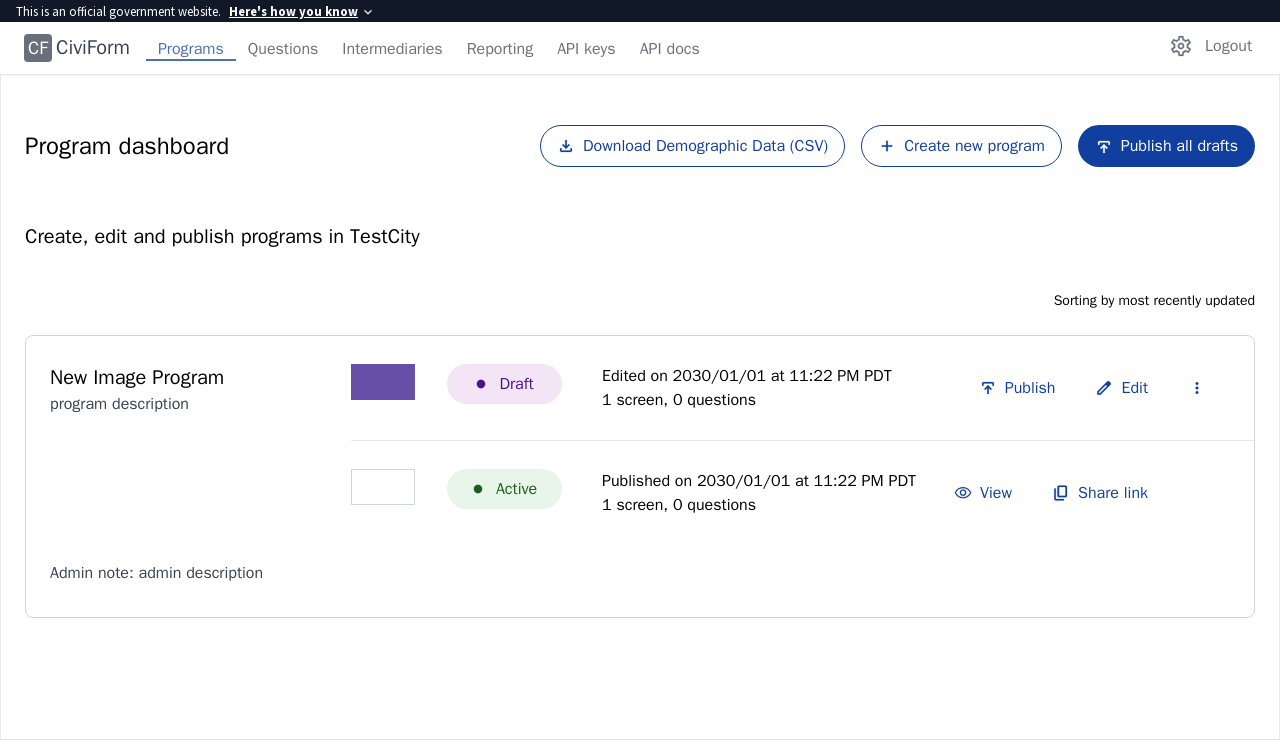 This is an official government website. Here's how you know
CF CiviForm Programs Questions Intermediaries Reporting API keys API docs Logout
Program dashboard Download Demographic Data (CSV) Create new program Publish all drafts
Create, edit and publish programs in TestCity
Sorting by most recently updated
New Image Program
program description
Draft
Edited on 2030/01/01 at 11:22 PM PDT
1 screen, 0 questions
Publish Edit
Active
Published on 2030/01/01 at 11:22 PM PDT
1 screen, 0 questions
View Share link
Admin note: admin description